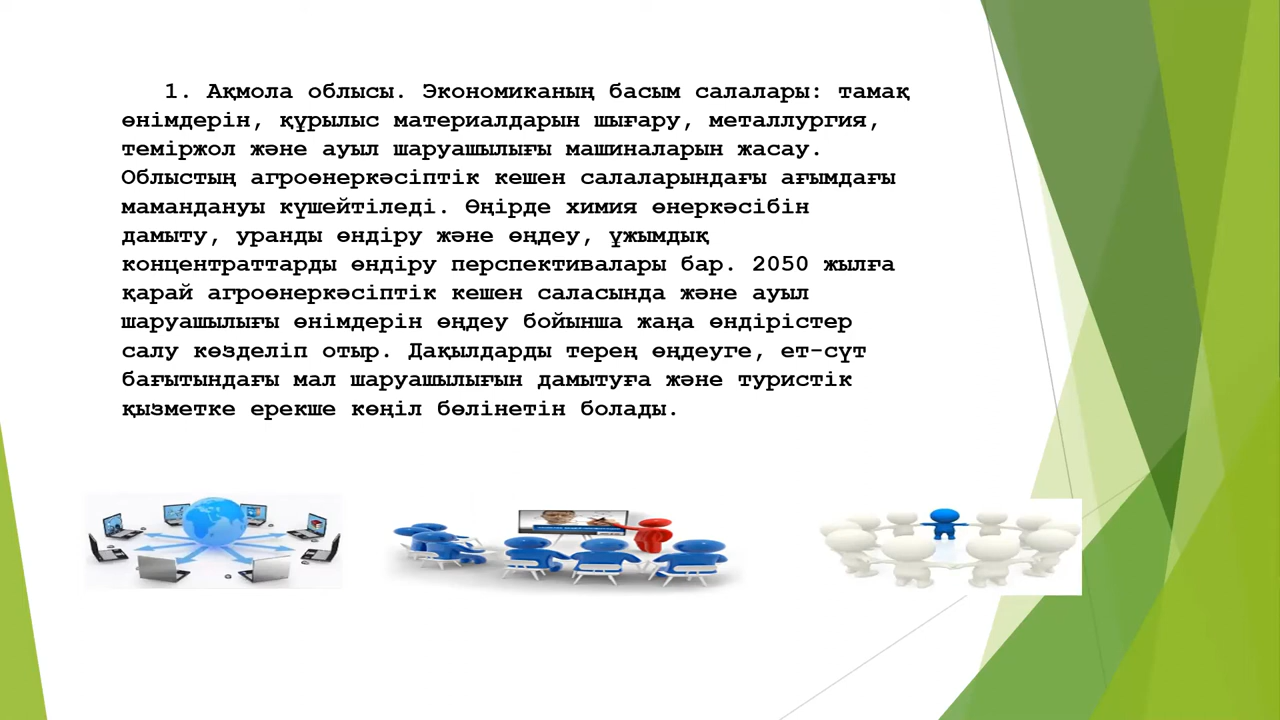 1. Ақмола облысы. Экономиканың басым салалары: тамақ
өнімдерін, құрылыс материалдарын шығару, металлургия,
теміржол және ауыл шаруашылығы машиналарын жасау.
Облыстың агроөнеркәсіптік кешен салаларындағы ағымдағы
мамандануы күшейтіледі. Өңірде химия өнеркәсібін
дамыту, уранды өндіру және өңдеу, ұжымдық
концентраттарды өндіру перспективалары бар. 2050 жылға
қарай агроөнеркәсіптік кешен саласында және ауыл
шаруашылығы өнімдерін өңдеу бойынша жаңа өндірістер
салу көзделіп отыр. Дақылдарды терең өңдеуге, ет-сүт
бағытындағы мал шаруашылығын дамытуға және туристік
қызметке ерекше көңіл бөлінетін болады.